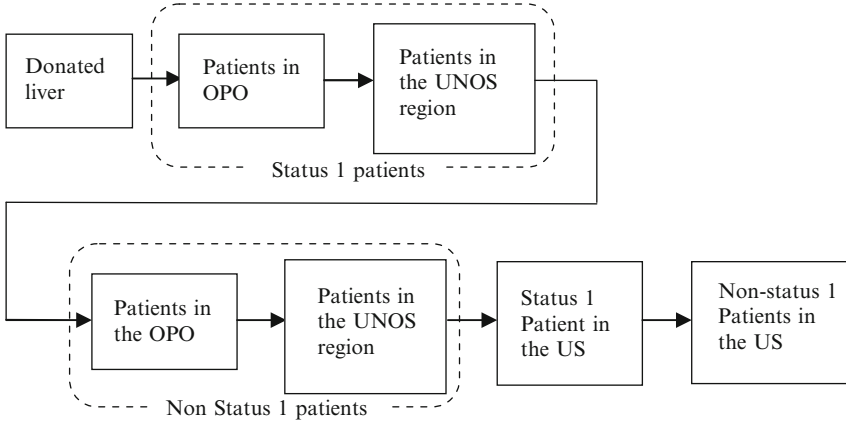 Donated
liver
Patients in
OPO
Patients in
the UNOS
region
Status 1 patients
Patients in
the OPO
Patients in
the UNOS
region
Non Status 1 patients
Status 1
Patient in
the US
Non-status 1
Patients in
the US